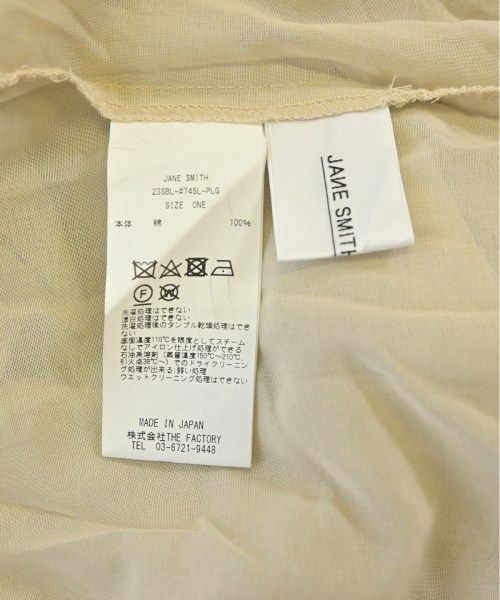 JANE SMITH
23SBL-#745L-PLG
SIZE ONE
本体 綿 100%
F W
洗濯処理はできない
漂白処理はできない
洗濯処理後のタンブル乾燥処理はでき
ない
底面温度110℃を限度としてスチーム
なしでアイロン仕上げ処理ができる
石油系溶剤(蒸留温度150℃~210℃、
引火点38℃~)でのドライクリーニン
グ処理が出来る:弱い処理
ウエットクリーニング処理はできない
MADE IN JAPAN
株式会社THE FACTORY
TEL 03-6721-9448
JAИE SMITH